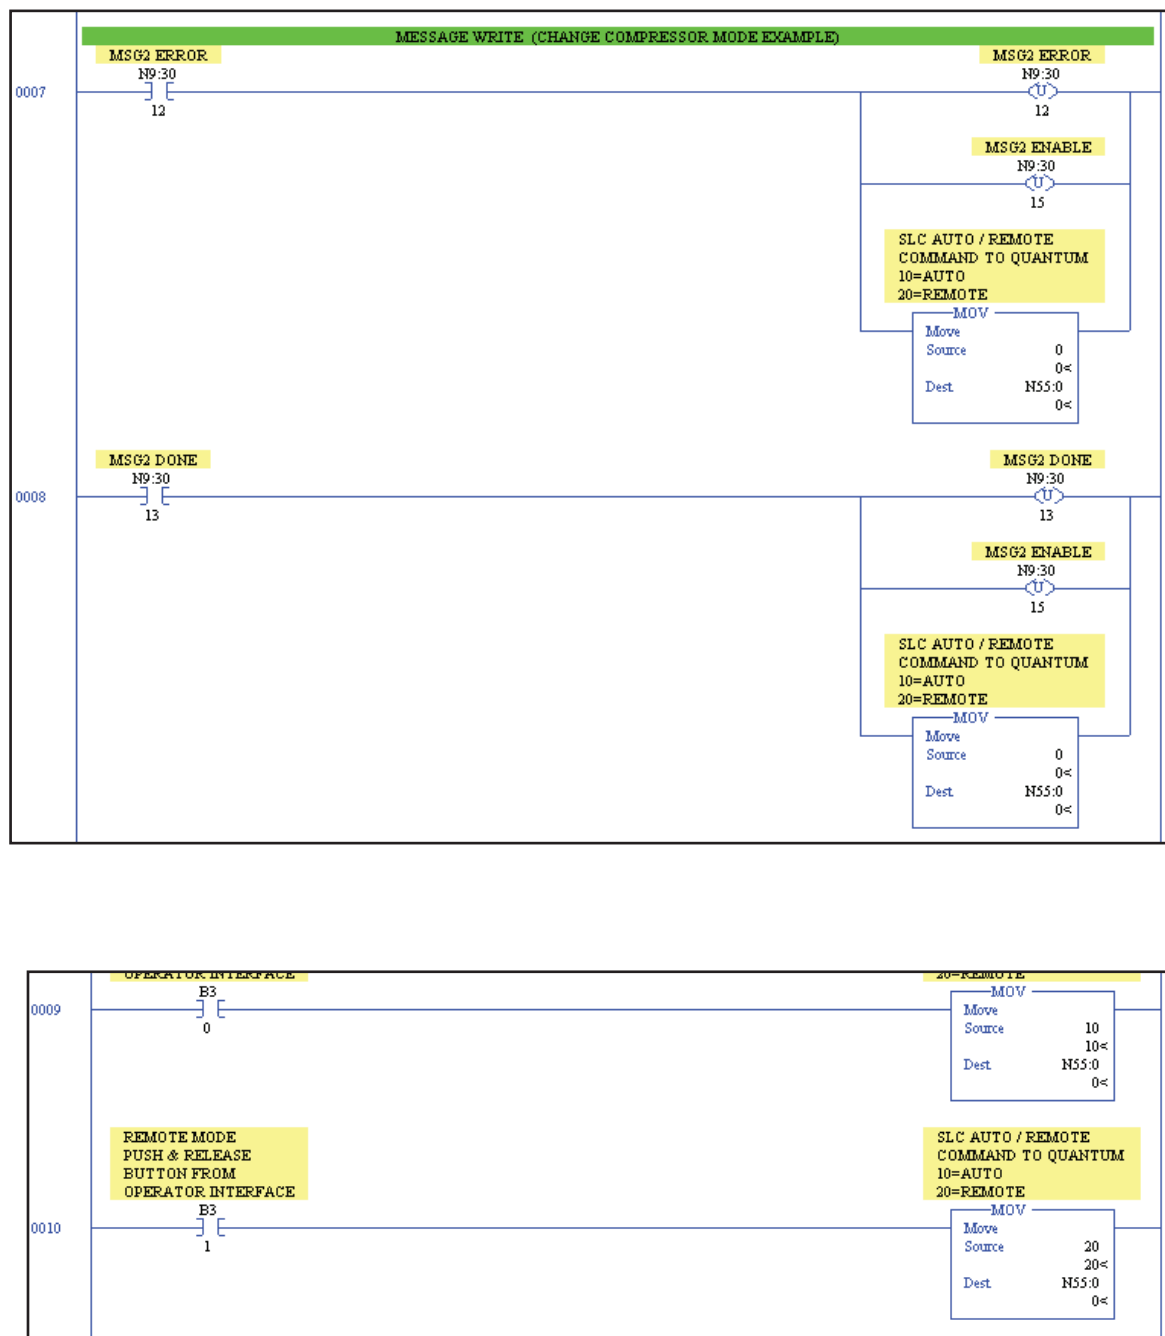 MESSAGE WRITE (CHANGE COMPRESSOR MODE EXAMPLE)
MSG2 ERROR
N9:30
12
0007
MSG2 ERROR
N9:30
U
12
MSG2 ENABLE
N9:30
U
15
SLC AUTO / REMOTE
COMMAND TO QUANTUM
10=AUTO
20=REMOTE
MOV
Move
Source 0
0<
Dest N55:0
0<
MSG2 DONE
N9:30
13
0008
MSG2 DONE
N9:30
U
13
MSG2 ENABLE
N9:30
U
15
SLC AUTO / REMOTE
COMMAND TO QUANTUM
10=AUTO
20=REMOTE
MOV
Move
Source 0
0<
Dest N55:0
0<
OPERATOR INTERFACE
B3
0
0009
20=REMOTE
MOV
Move
Source 10
10<
Dest N55:0
0<
REMOTE MODE
PUSH & RELEASE
BUTTON FROM
OPERATOR INTERFACE
B3
1
0010
SLC AUTO / REMOTE
COMMAND TO QUANTUM
10=AUTO
20=REMOTE
MOV
Move
Source 20
20<
Dest N55:0
0<